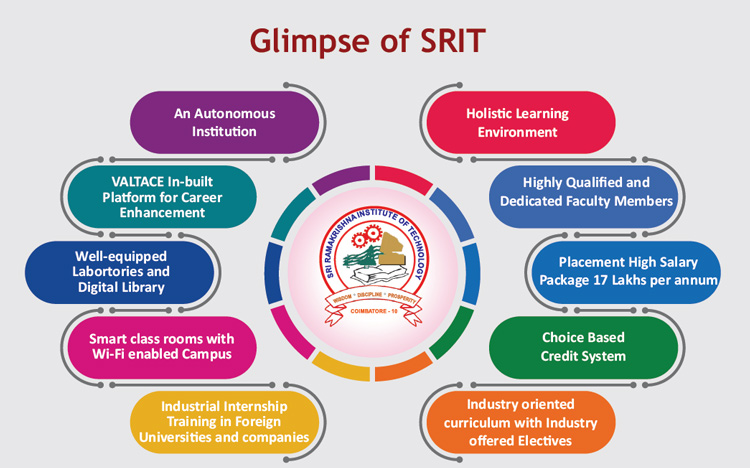 Glimpse of SRIT
An Autonomous
Institution
Holistic Learning
Environment
VALTACE In-built
Platform for Career
Enhancement
Highly Qualified and
Dedicated Faculty Members
Well-equipped
Labortories and
Digital Library
Placement High Salary
Package 17 Lakhs per annum
Smart class rooms with
Wi-Fi enabled Campus
Choice Based
Credit System
Industrial Internship
Training in Foreign
Universities and companies
Industry oriented
curriculum with Industry
offered Electives
SRI RAMAKRISHNA INSTITUTE OF TECHNOLOGY
WISDOM * DISCIPLINE * PROSPERITY
COIMBATORE - 10